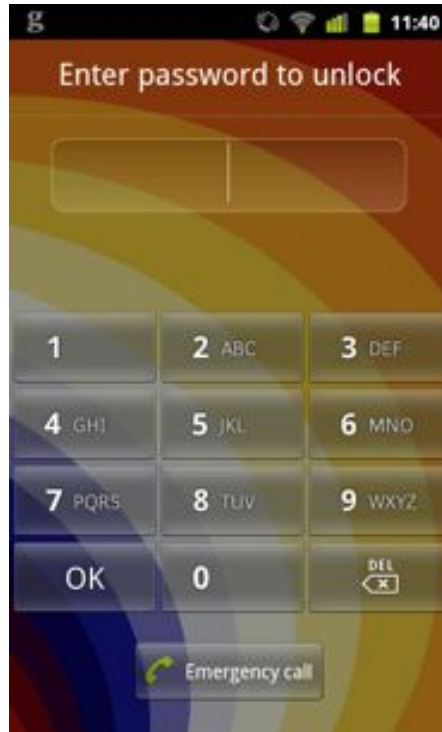 g 11:40
Enter password to unlock
1 2 ABC 3 DEF
4 GHI 5 JKL 6 MNO
7 PQRS 8 TUV 9 WXYZ
OK 0 DEL
Emergency call